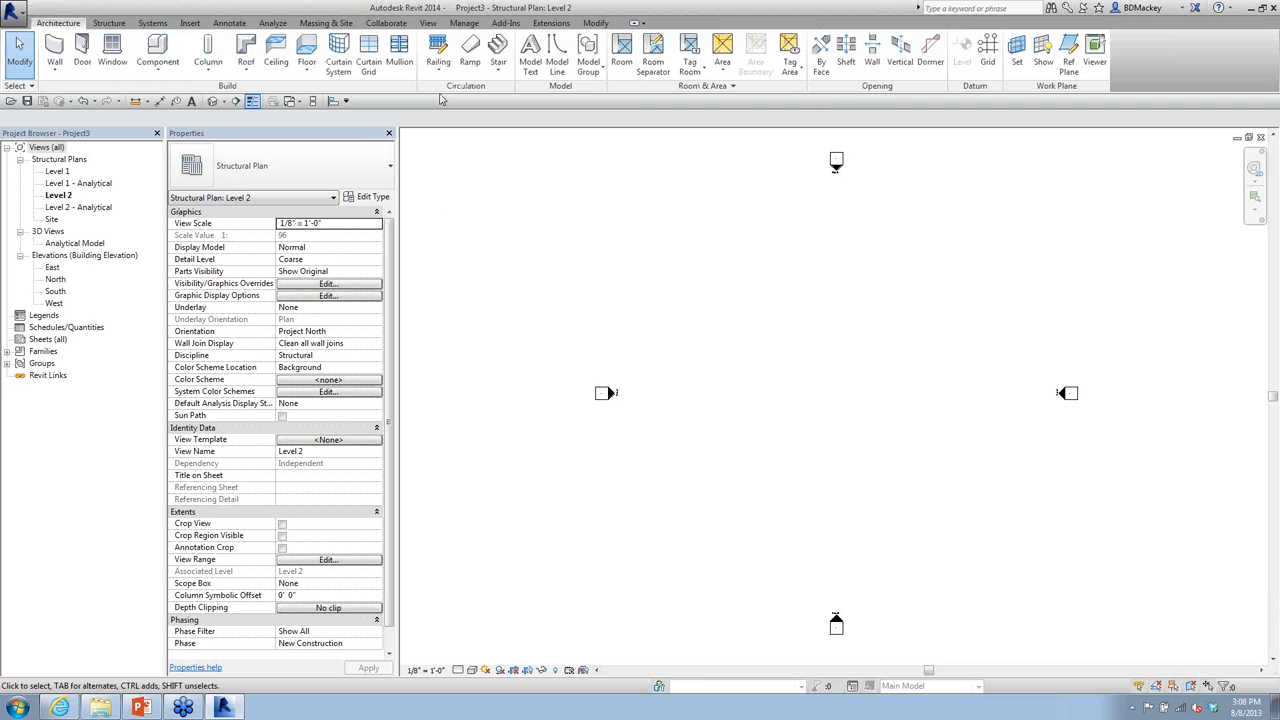 Autodesk Revit 2014 - Project3 - Structural Plan: Level 2
Type a keyword or phrase
BDMackey
Architecture Structure Systems Insert Annotate Analyze Massing & Site Collaborate View Manage Add-Ins Extensions Modify
Modify Wall Door Window Component Column Roof Ceiling Floor Curtain System Curtain Grid Mullion Railing Ramp Stair Model Text Model Line Model Group Room Room Separator Tag Room Area Area Boundary Tag Area By Face Shaft Wall Vertical Dormer Level Grid Set Show Ref Plane Viewer
Select Build Circulation Model Room & Area Opening Datum Work Plane
Project Browser - Project3
Views (all)
Structural Plans
Level 1
Level 1 - Analytical
Level 2
Level 2 - Analytical
Site
3D Views
Analytical Model
Elevations (Building Elevation)
East
North
South
West
Legends
Schedules/Quantities
Sheets (all)
Families
Groups
Revit Links
Properties
Structural Plan
Structural Plan: Level 2 Edit Type
Graphics
View Scale 1/8" = 1'-0"
Scale Value 1: 96
Display Model Normal
Detail Level Coarse
Parts Visibility Show Original
Visibility/Graphics Overrides Edit...
Graphic Display Options Edit...
Underlay None
Underlay Orientation Plan
Orientation Project North
Wall Join Display Clean all wall joins
Discipline Structural
Color Scheme Location Background
Color Scheme <none>
System Color Schemes Edit...
Default Analysis Display St... None
Sun Path
Identity Data
View Template <None>
View Name Level 2
Dependency Independent
Title on Sheet
Referencing Sheet
Referencing Detail
Extents
Crop View
Crop Region Visible
Annotation Crop
View Range Edit...
Associated Level Level 2
Scope Box None
Column Symbolic Offset 0' 0"
Depth Clipping No clip
Phasing
Phase Filter Show All
Phase New Construction
Properties help Apply
1/8" = 1'-0"
Click to select, TAB for alternates, CTRL adds, SHIFT unselects.
:0
Main Model
:0
3:08 PM
8/8/2013